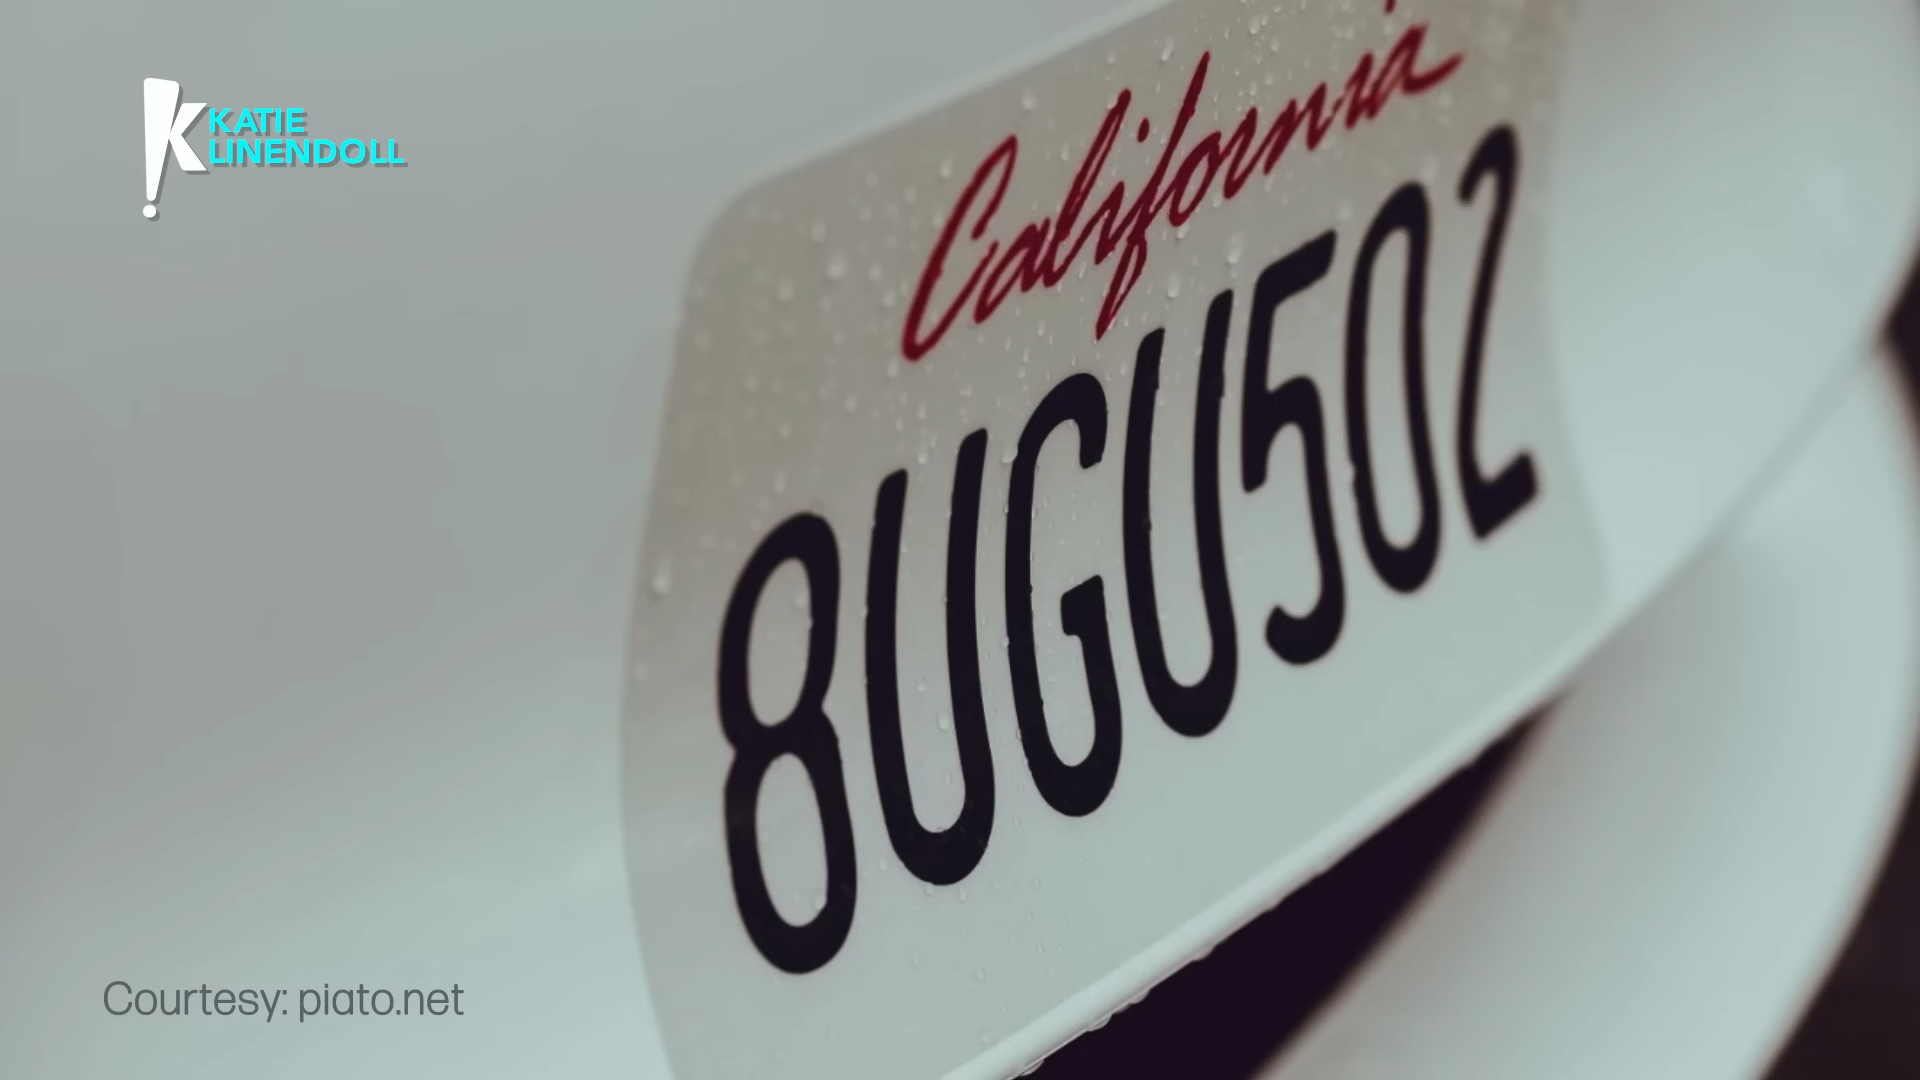 KATIE
LINENDOLL
California
8UGU502
Courtesy: piato.net